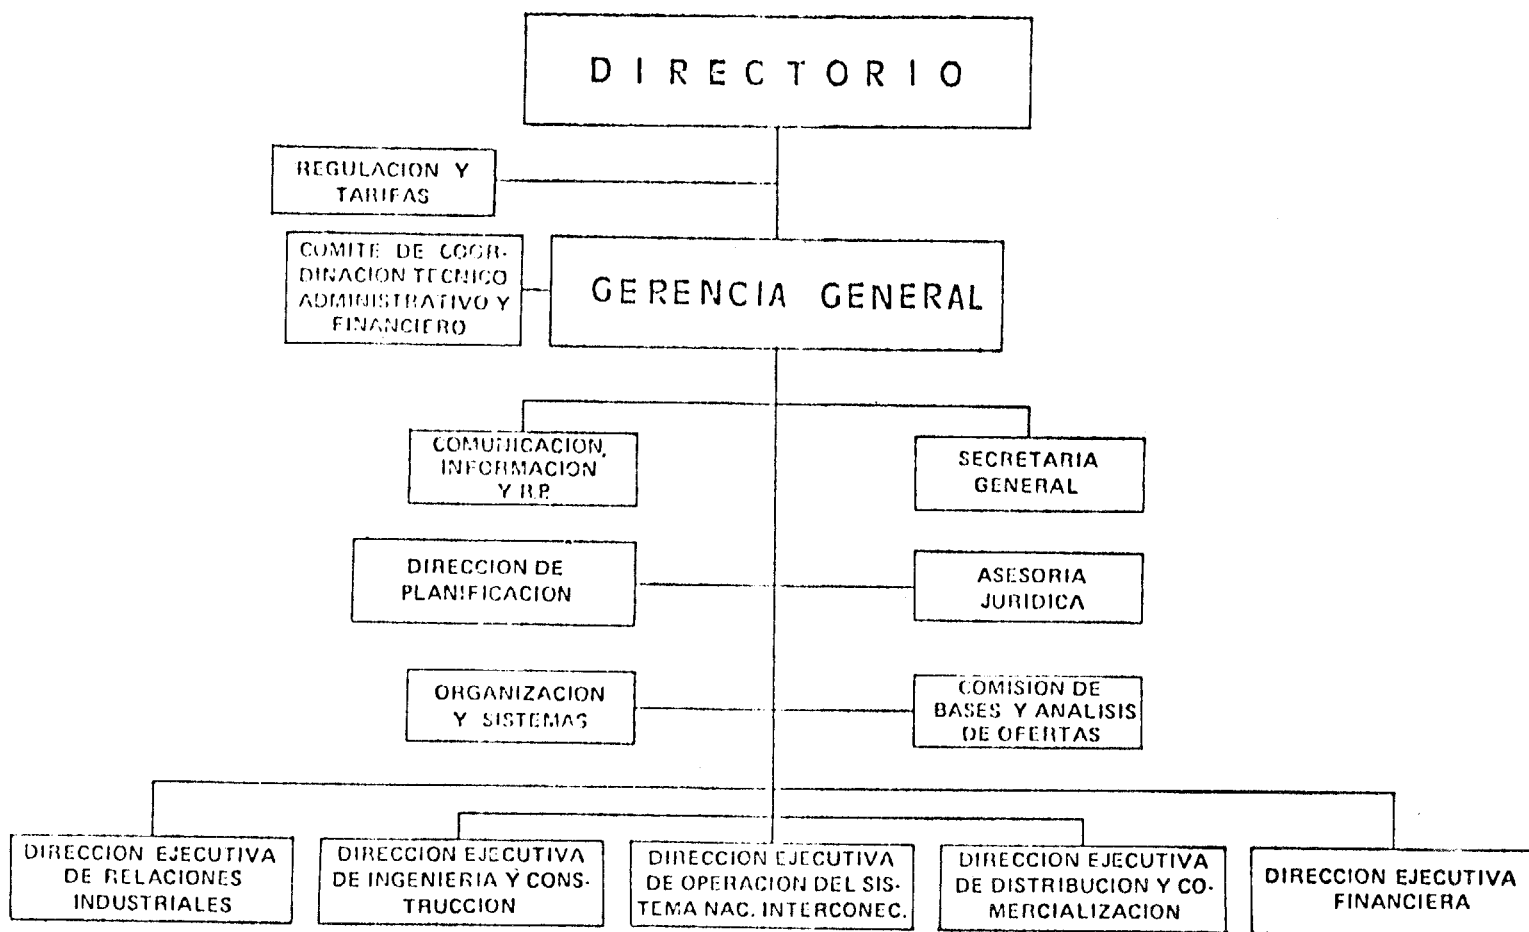 DIRECTORIO
REGULACION Y
TARIFAS
COMITE DE COOR-
DINACION TECNICO
ADMINISTRATIVO Y
FINANCIERO
GERENCIA GENERAL
COMUNICACION,
INFORMACION
Y R.P.
SECRETARIA
GENERAL
DIRECCION DE
PLANIFICACION
ASESORIA
JURIDICA
ORGANIZACION
Y SISTEMAS
COMISION DE
BASES Y ANALISIS
DE OFERTAS
DIRECCION EJECUTIVA
DE RELACIONES
INDUSTRIALES
DIRECCION EJECUTIVA
DE INGENIERIA Y CONS-
TRUCCION
DIRECCION EJECUTIVA
DE OPERACION DEL SIS-
TEMA NAC. INTERCONEC.
DIRECCION EJECUTIVA
DE DISTRIBUCION Y CO-
MERCIALIZACION
DIRECCION EJECUTIVA
FINANCIERA